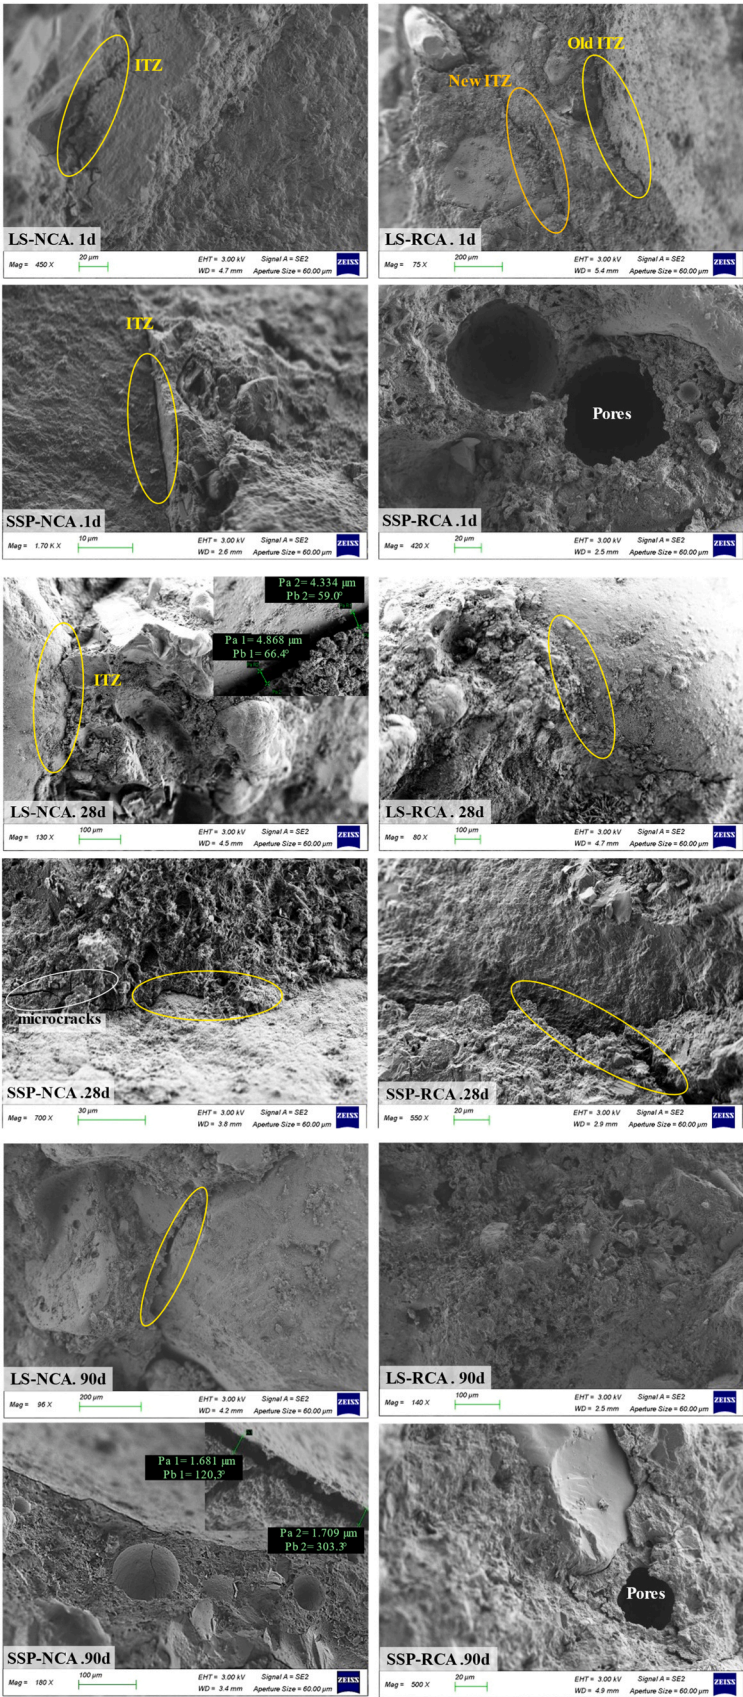 ITZ
LS-NCA. 1d
Mag = 450 X
20 µm
EHT = 3.00 kV
Signal A = SE2
WD = 4.7 mm
Aperture Size = 60.00 µm
ZEISS
Old ITZ
New ITZ
LS-RCA. 1d
Mag = 75 X
200 µm
EHT = 3.00 kV
Signal A = SE2
WD = 5.4 mm
Aperture Size = 60.00 µm
ZEISS
ITZ
SSP-NCA .1d
Mag = 1.70 K X
10 µm
EHT = 3.00 kV
Signal A = SE2
WD = 2.6 mm
Aperture Size = 60.00 µm
ZEISS
Pores
SSP-RCA .1d
Mag = 420 X
20 µm
EHT = 3.00 kV
Signal A = SE2
WD = 2.5 mm
Aperture Size = 60.00 µm
ZEISS
Pa 2= 4.334 µm
Pb 2= 59.0°
Pa 1= 4.868 µm
Pb 1= 66.4°
ITZ
LS-NCA. 28d
Mag = 130 X
100 µm
EHT = 3.00 kV
Signal A = SE2
WD = 4.5 mm
Aperture Size = 60.00 µm
ZEISS
LS-RCA . 28d
Mag = 80 X
100 µm
EHT = 3.00 kV
Signal A = SE2
WD = 4.7 mm
Aperture Size = 60.00 µm
ZEISS
microcracks
SSP-NCA .28d
Mag = 700 X
30 µm
EHT = 3.00 kV
Signal A = SE2
WD = 3.8 mm
Aperture Size = 60.00 µm
ZEISS
SSP-RCA .28d
Mag = 550 X
20 µm
EHT = 3.00 kV
Signal A = SE2
WD = 2.9 mm
Aperture Size = 60.00 µm
ZEISS
LS-NCA. 90d
Mag = 96 X
200 µm
EHT = 3.00 kV
Signal A = SE2
WD = 4.2 mm
Aperture Size = 60.00 µm
ZEISS
LS-RCA. 90d
Mag = 140 X
100 µm
EHT = 3.00 kV
Signal A = SE2
WD = 2.5 mm
Aperture Size = 60.00 µm
ZEISS
Pa 1= 1.681 µm
Pb 1= 120,3°
Pa 2= 1.709 µm
Pb 2= 303.3°
SSP-NCA .90d
Mag = 180 X
100 µm
EHT = 3.00 kV
Signal A = SE2
WD = 3.4 mm
Aperture Size = 60.00 µm
ZEISS
Pores
SSP-RCA .90d
Mag = 500 X
20 µm
EHT = 3.00 kV
Signal A = SE2
WD = 4.9 mm
Aperture Size = 60.00 µm
ZEISS